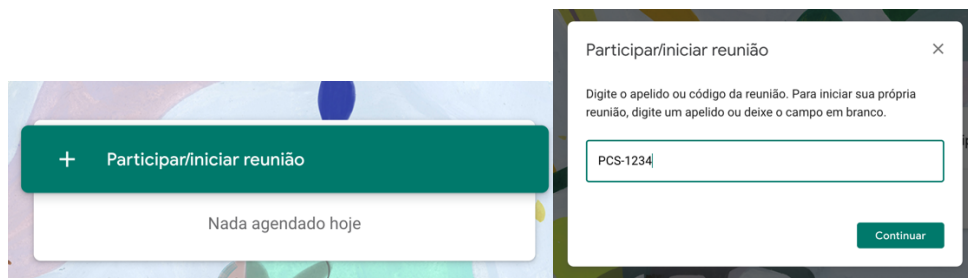 + Participar/iniciar reunião
Nada agendado hoje
Participar/iniciar reunião
Digite o apelido ou código da reunião. Para iniciar sua própria
reunião, digite um apelido ou deixe o campo em branco.
PCS-1234
Continuar